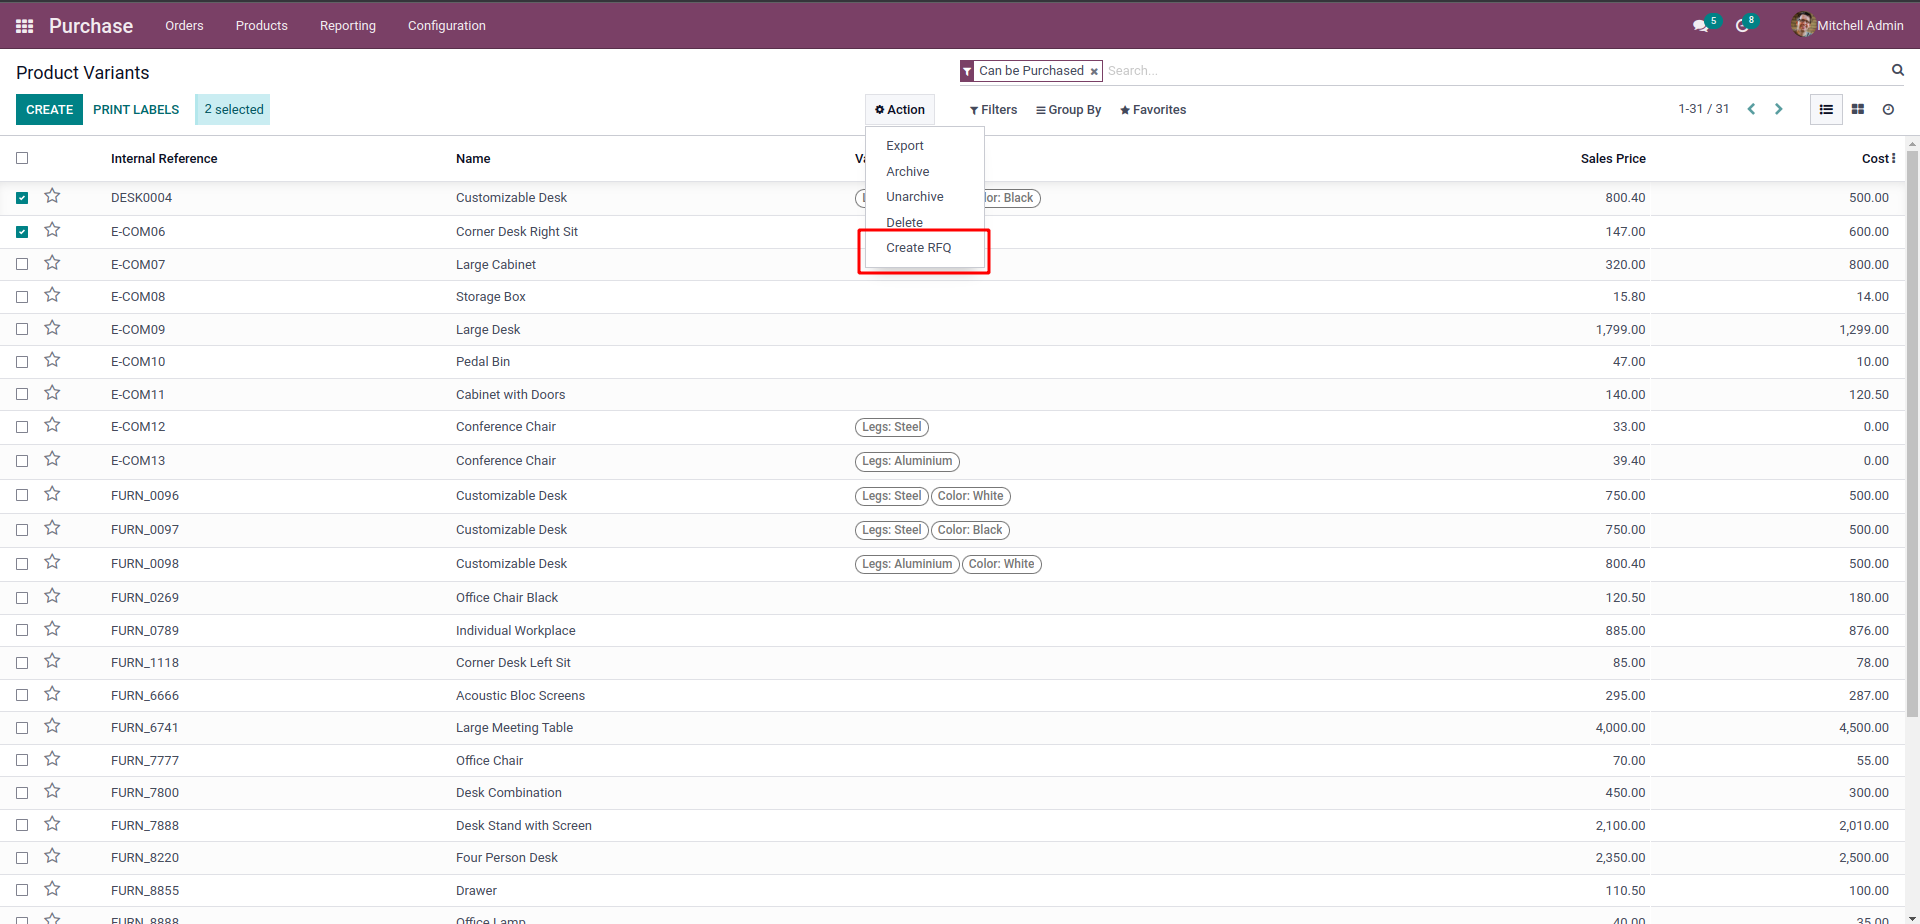 Purchase Orders Products Reporting Configuration 5 8 Mitchell Admin
Product Variants Can be Purchased × Search...
CREATE PRINT LABELS 2 selected Action Filters Group By Favorites 1-31 / 31
Internal Reference Name Sales Price Cost
Export
Archive
Unarchive
Delete
Create RFQ
DESK0004 Customizable Desk Black 800.40 500.00
E-COM06 Corner Desk Right Sit 147.00 600.00
E-COM07 Large Cabinet 320.00 800.00
E-COM08 Storage Box 15.80 14.00
E-COM09 Large Desk 1,799.00 1,299.00
E-COM10 Pedal Bin 47.00 10.00
E-COM11 Cabinet with Doors 140.00 120.50
E-COM12 Conference Chair Legs: Steel 33.00 0.00
E-COM13 Conference Chair Legs: Aluminium 39.40 0.00
FURN_0096 Customizable Desk Legs: Steel Color: White 750.00 500.00
FURN_0097 Customizable Desk Legs: Steel Color: Black 750.00 500.00
FURN_0098 Customizable Desk Legs: Aluminium Color: White 800.40 500.00
FURN_0269 Office Chair Black 120.50 180.00
FURN_0789 Individual Workplace 885.00 876.00
FURN_1118 Corner Desk Left Sit 85.00 78.00
FURN_6666 Acoustic Bloc Screens 295.00 287.00
FURN_6741 Large Meeting Table 4,000.00 4,500.00
FURN_7777 Office Chair 70.00 55.00
FURN_7800 Desk Combination 450.00 300.00
FURN_7888 Desk Stand with Screen 2,100.00 2,010.00
FURN_8220 Four Person Desk 2,350.00 2,500.00
FURN_8855 Drawer 110.50 100.00
FURN_8888 Office Lamp 40.00 35.00